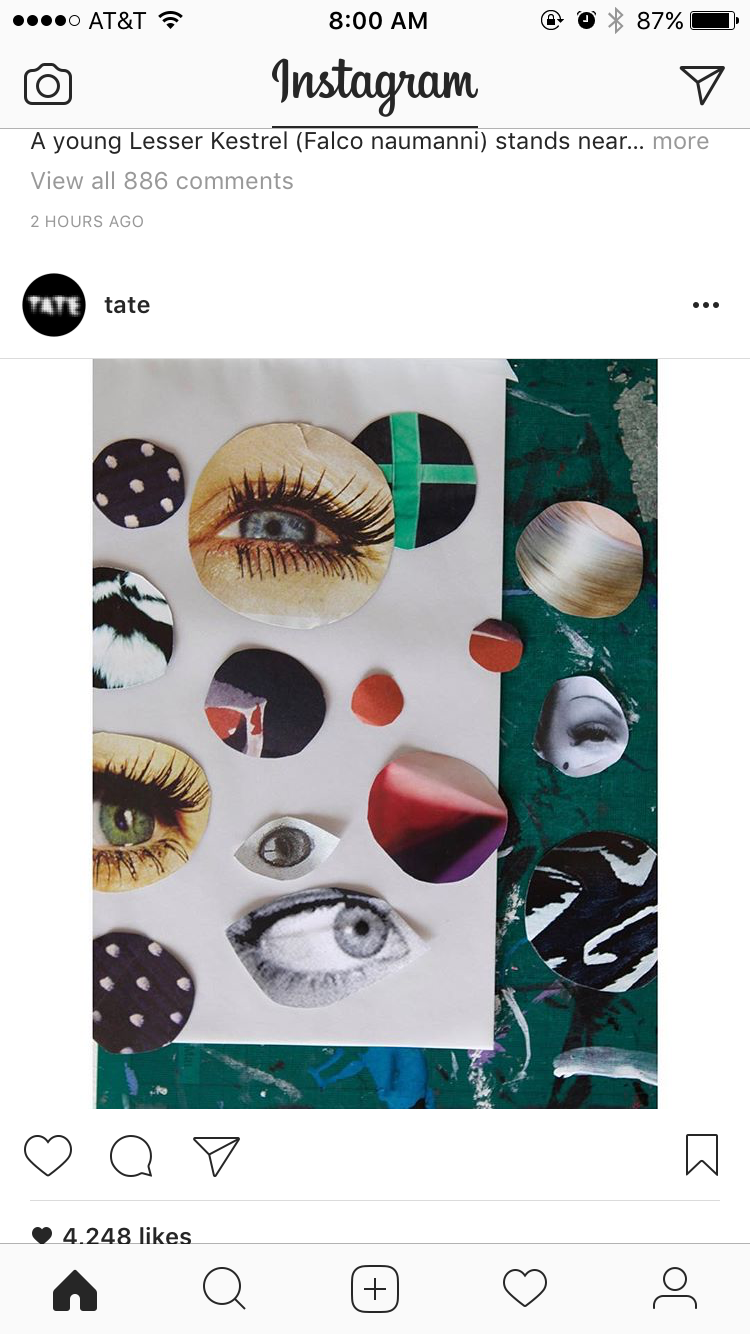 AT&T 8:00 AM 87%
Instagram
A young Lesser Kestrel (Falco naumanni) stands near... more
View all 886 comments
2 HOURS AGO
TATE tate
4,248 likes